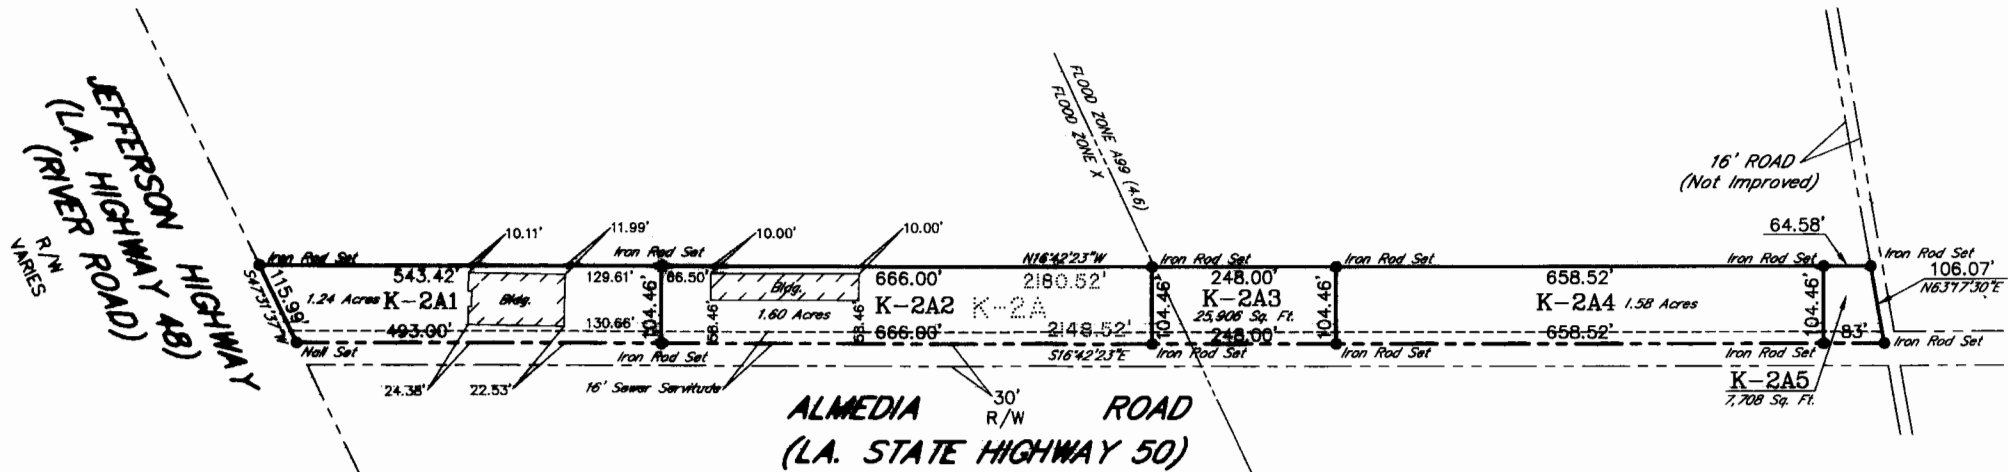 JEFFERSON HIGHWAY
(LA. HIGHWAY 48)
(RIVER ROAD)
R/W
VARIES
FLOOD ZONE A99 (4.6)
FLOOD ZONE X
16' ROAD
(Not Improved)
64.58'
10.11'
11.99'
10.00'
10.00'
Iron Rod Set
Iron Rod Set
N16°42'23"W
Iron Rod Set
Iron Rod Set
Iron Rod Set
Iron Rod Set
106.07'
N63°17'30"E
115.99'
S47°51'37"W
543.42'
129.61'
66.50'
666.00'
2180.52'
248.00'
658.52'
1.24 Acres
K-2A1
Bldg.
104.46'
Bldg.
1.60 Acres
K-2A2
K-2A
104.46'
K-2A3
25,906 Sq. Ft.
104.46'
K-2A4
1.58 Acres
104.46'
493.00'
130.66'
58.46'
58.46'
666.00'
2148.52'
248.00'
658.52'
83'
Nail Set
Iron Rod Set
S16°42'23"E
Iron Rod Set
Iron Rod Set
Iron Rod Set
Iron Rod Set
24.38'
22.53'
16' Sewer Servitude
30'
R/W
K-2A5
7,708 Sq. Ft.
ALMEDIA ROAD
(LA. STATE HIGHWAY 50)